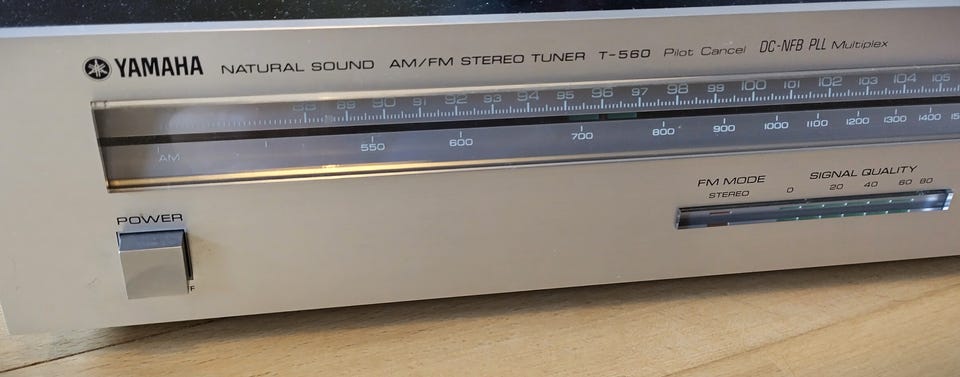 YAMAHA NATURAL SOUND AM/FM STEREO TUNER T-560 Pilot Cancel DC-NFB PLL Multiplex
88 89 90 91 92 93 94 95 96 97 98 99 100 101 102 103 104 105
AM 550 600 700 800 900 1000 1100 1200 1300 1400
FM MODE SIGNAL QUALITY
STEREO 0 20 40 60 80
POWER